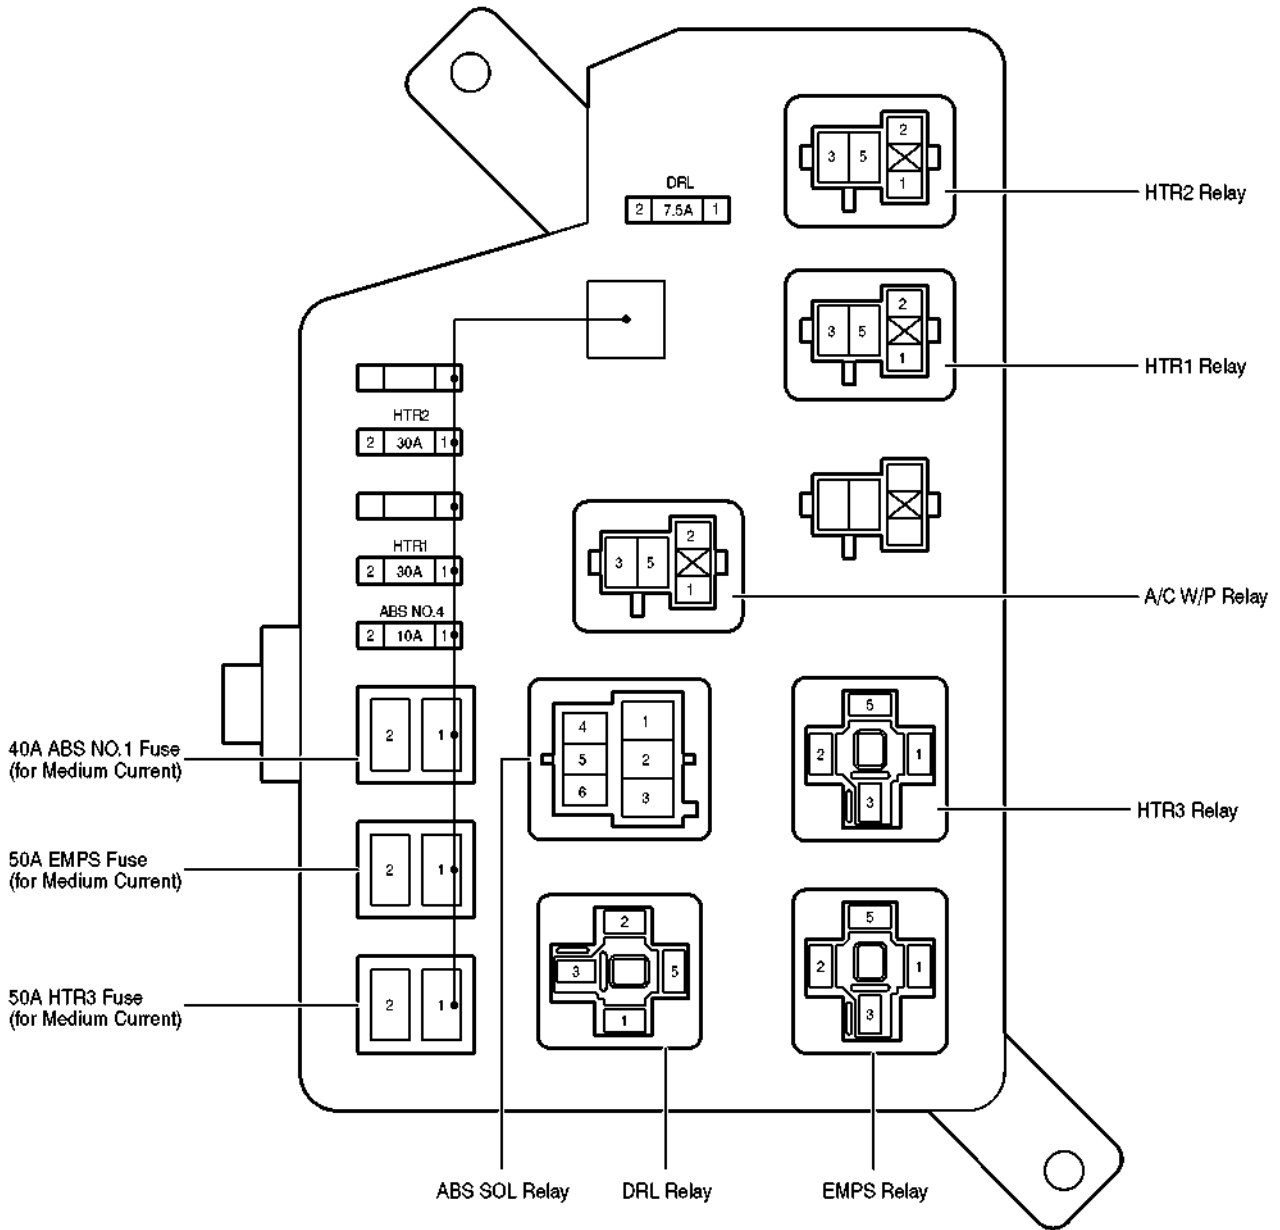 2
3 5
1
HTR2 Relay
DRL
2 7.5A 1
2
3 5
1
HTR1 Relay
HTR2
2 30A 1
HTR1
2 30A 1
2
3 5
1
A/C W/P Relay
ABS NO.4
2 10A 1
40A ABS NO.1 Fuse
(for Medium Current)
2 1
4 1
5 2
6 3
5
2 1
3
HTR3 Relay
50A EMPS Fuse
(for Medium Current)
2 1
50A HTR3 Fuse
(for Medium Current)
2 1
2
3 5
1
5
2 1
3
ABS SOL Relay
DRL Relay
EMPS Relay